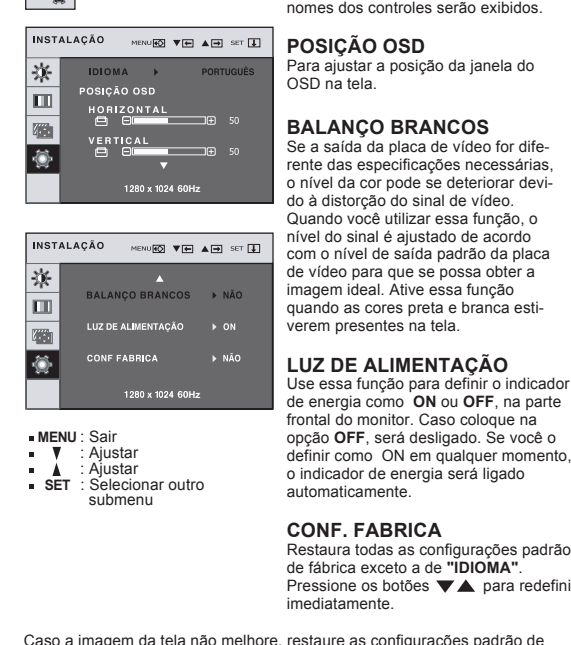 nomes dos controles serão exibidos.
INSTALAÇÃO MENU ▼ ▲ SET
IDIOMA PORTUGUÊS
POSIÇÃO OSD
HORIZONTAL
50
VERTICAL
50
1280 x 1024 60Hz
INSTALAÇÃO MENU ▼ ▲ SET
BALANÇO BRANCOS NÃO
LUZ DE ALIMENTAÇÃO ON
CONF FABRICA NÃO
1280 x 1024 60Hz
MENU : Sair
▼ : Ajustar
▲ : Ajustar
SET : Selecionar outro
submenu
POSIÇÃO OSD
Para ajustar a posição da janela do
OSD na tela.
BALANÇO BRANCOS
Se a saída da placa de vídeo for dife-
rente das especificações necessárias,
o nível da cor pode se deteriorar devi-
do à distorção do sinal de vídeo.
Quando você utilizar essa função, o
nível do sinal é ajustado de acordo
com o nível de saída padrão da placa
de vídeo para que se possa obter a
imagem ideal. Ative essa função
quando as cores preta e branca esti-
verem presentes na tela.
LUZ DE ALIMENTAÇÃO
Use essa função para definir o indicador
de energia como ON ou OFF, na parte
frontal do monitor. Caso coloque na
opção OFF, será desligado. Se você o
definir como ON em qualquer momento,
o indicador de energia será ligado
automaticamente.
CONF. FABRICA
Restaura todas as configurações padrão
de fábrica exceto a de "IDIOMA".
Pressione os botões ▼▲ para redefini
imediatamente.
Caso a imagem da tela não melhore, restaure as configurações padrão de